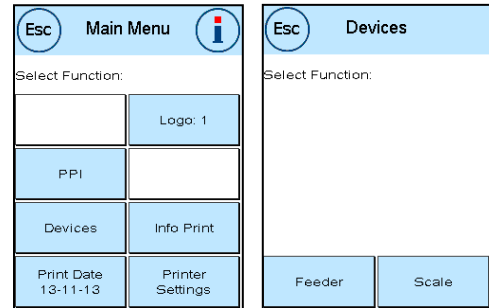 Esc
Main Menu
i
Select Function:
Logo: 1
PPI
Devices
Info Print
Print Date
13-11-13
Printer
Settings
Esc
Devices
Select Function:
Feeder
Scale